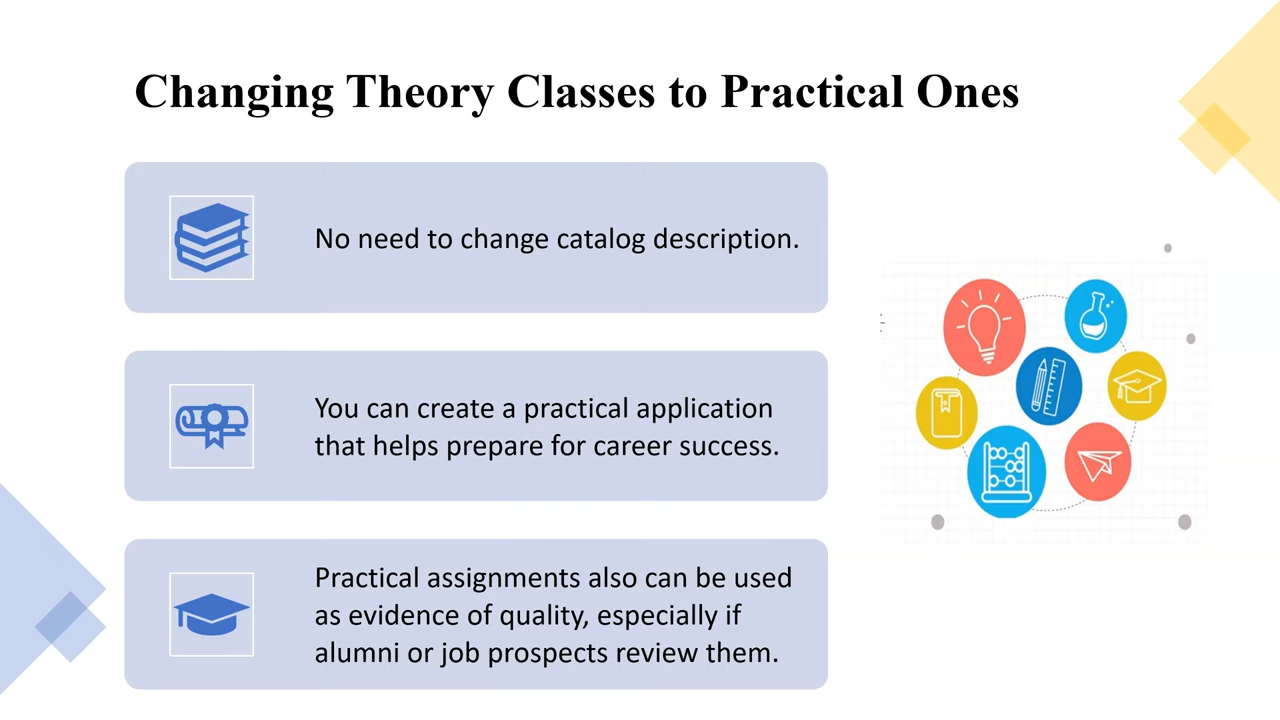 Changing Theory Classes to Practical Ones
No need to change catalog description.
You can create a practical application
that helps prepare for career success.
Practical assignments also can be used
as evidence of quality, especially if
alumni or job prospects review them.